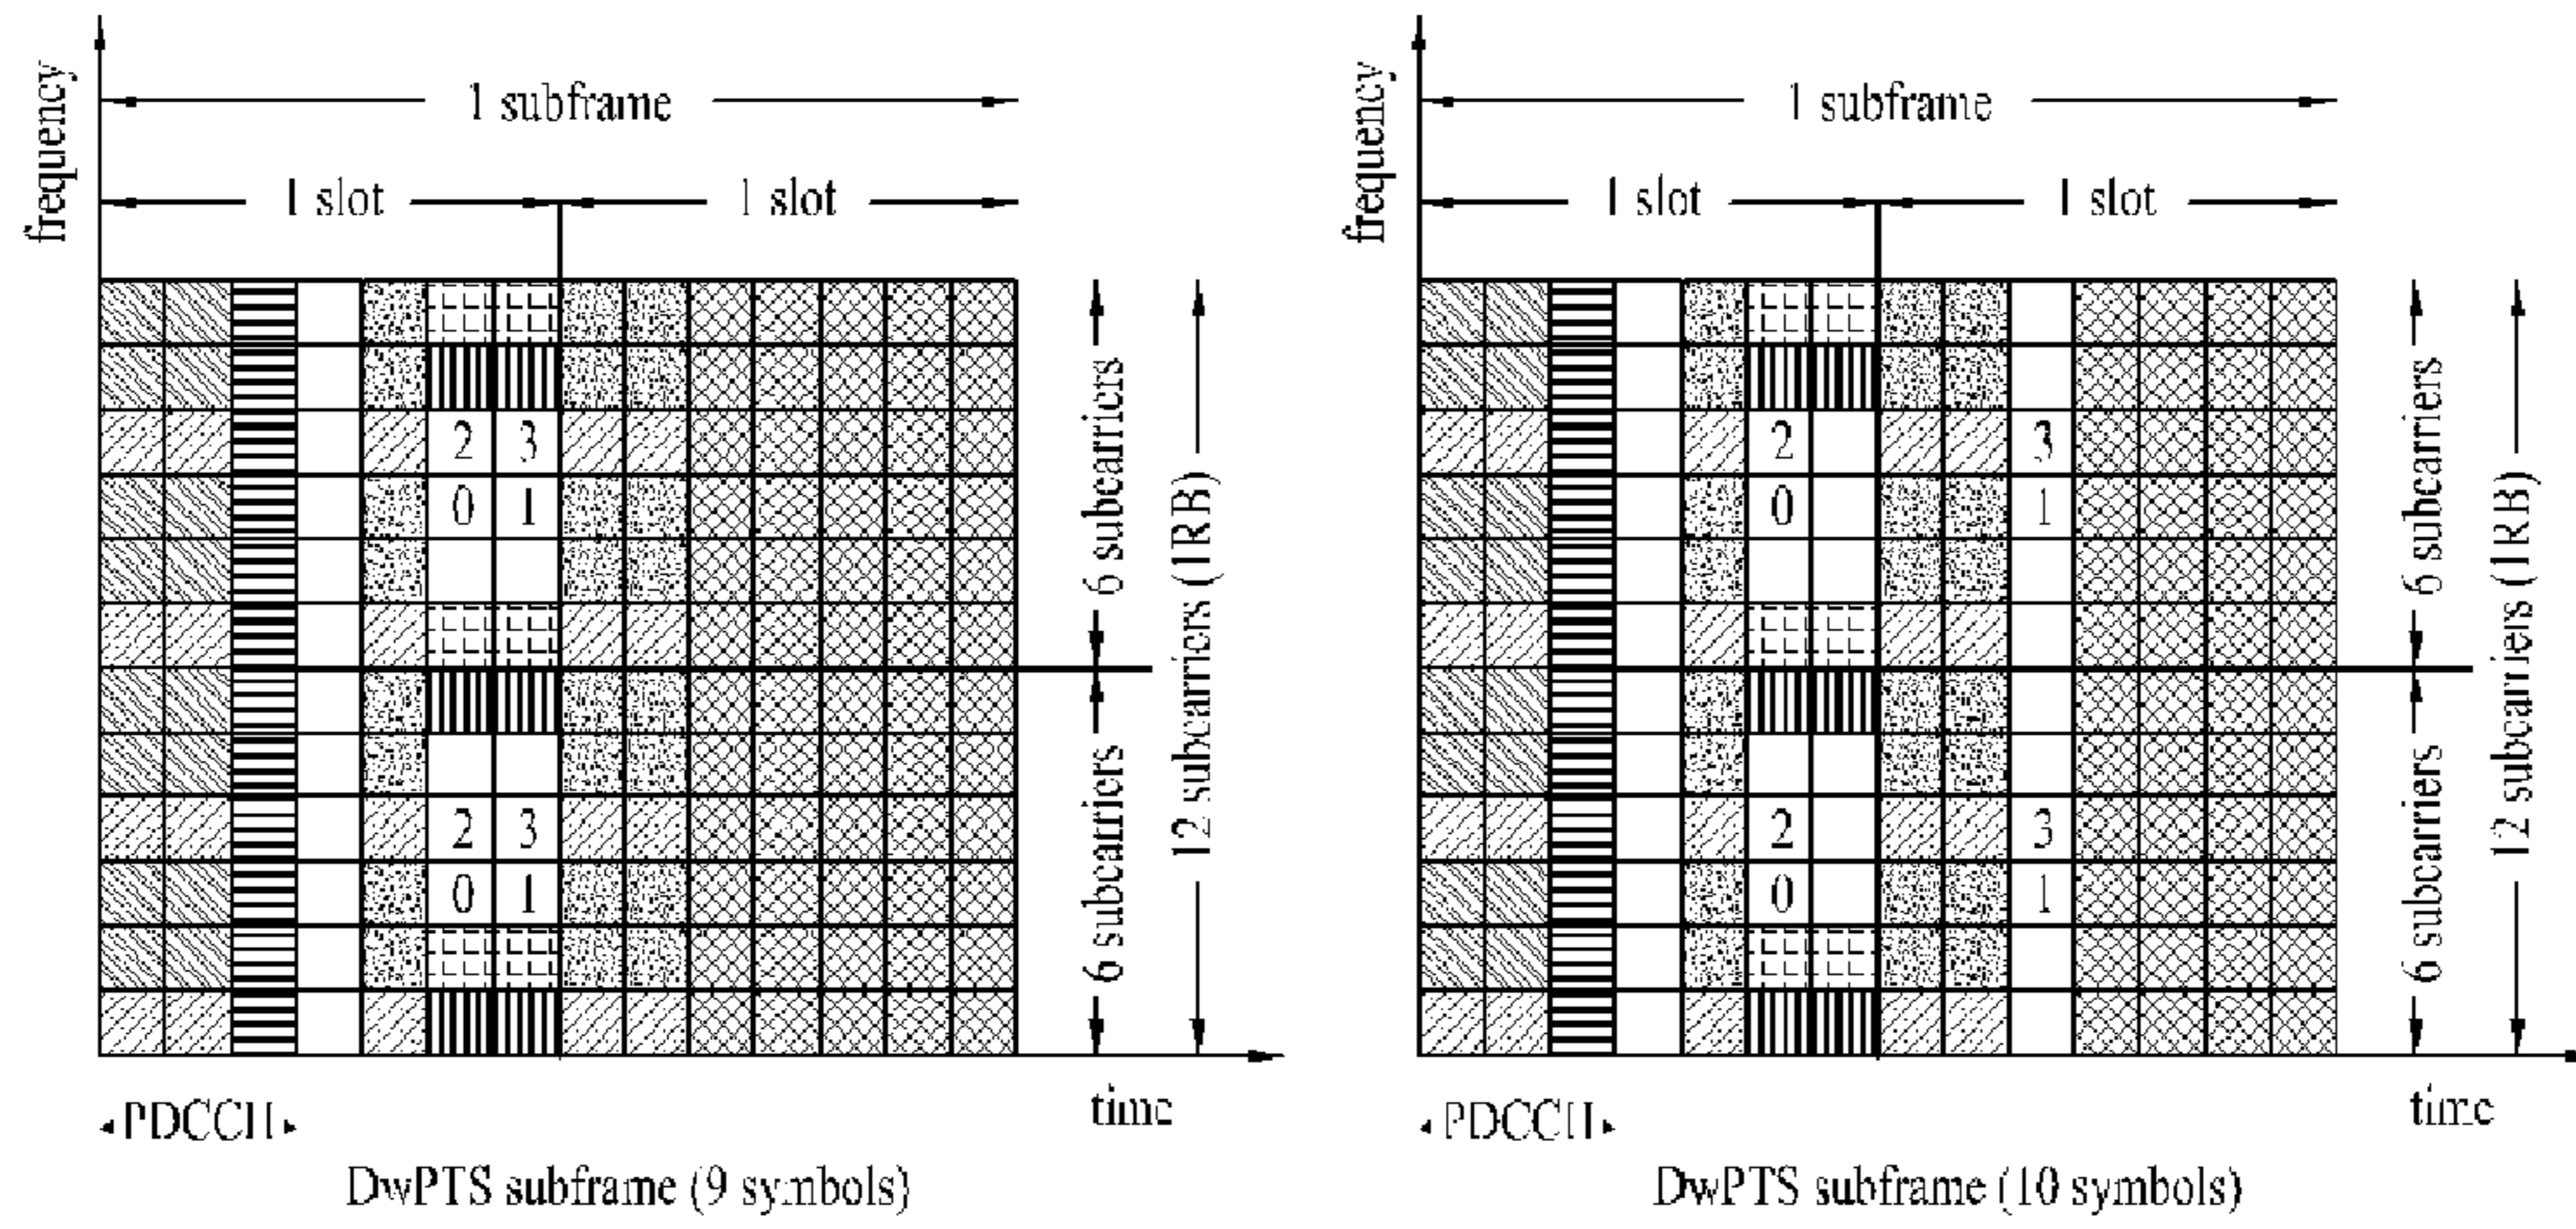 frequency
1 subframe
1 slot
1 slot
2 3
0 1
2 3
0 1
6 subcarriers
6 subcarriers
12 subcarriers (1RB)
time
PDCCH
DwPTS subframe (9 symbols)
frequency
1 subframe
1 slot
1 slot
2 3
0 1
2 3
0 1
6 subcarriers
6 subcarriers
12 subcarriers (1RB)
time
PDCCH
DwPTS subframe (10 symbols)